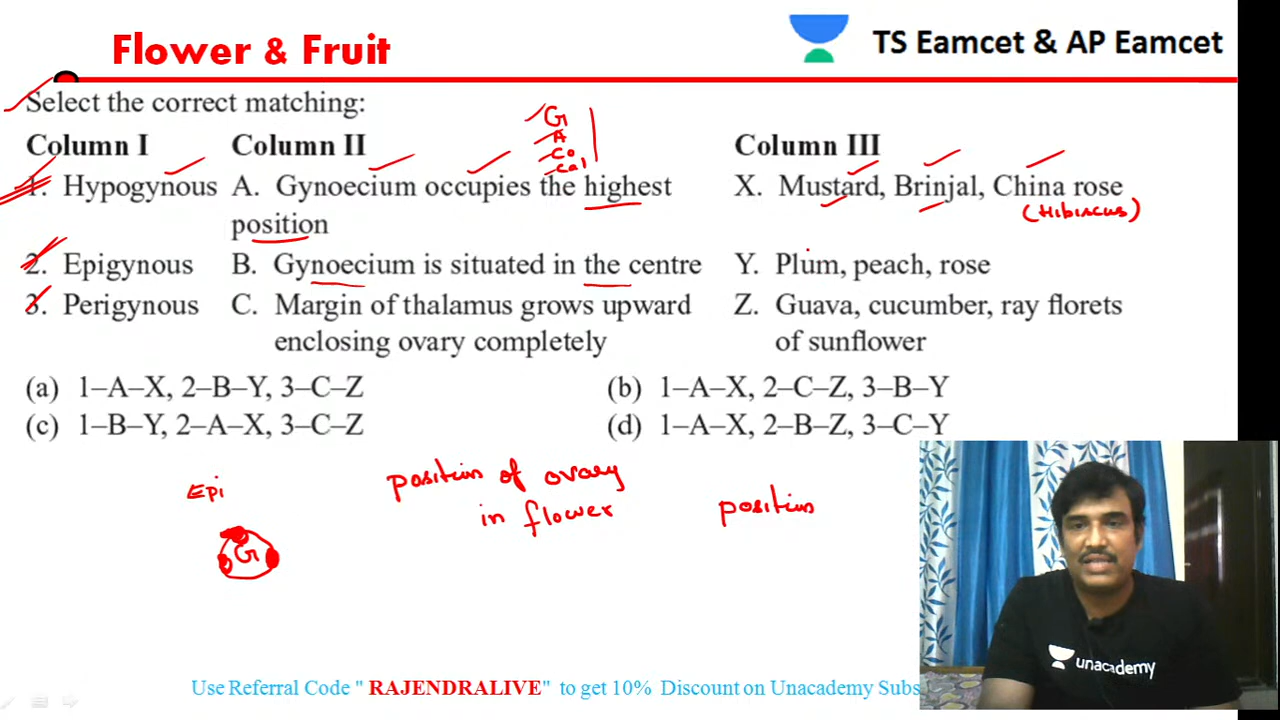 Flower & Fruit
TS Eamcet & AP Eamcet
Select the correct matching:
Column I Column II Column III
G
A
Co
Cal
1. Hypogynous A. Gynoecium occupies the highest position X. Mustard, Brinjal, China rose
(Hibiscus)
2. Epigynous B. Gynoecium is situated in the centre Y. Plum, peach, rose
3. Perigynous C. Margin of thalamus grows upward enclosing ovary completely Z. Guava, cucumber, ray florets of sunflower
(a) 1–A–X, 2–B–Y, 3–C–Z (b) 1–A–X, 2–C–Z, 3–B–Y
(c) 1–B–Y, 2–A–X, 3–C–Z (d) 1–A–X, 2–B–Z, 3–C–Y
Epi
G
position of ovary
in flower
position
unacademy
Use Referral Code " RAJENDRALIVE" to get 10% Discount on Unacademy Subs